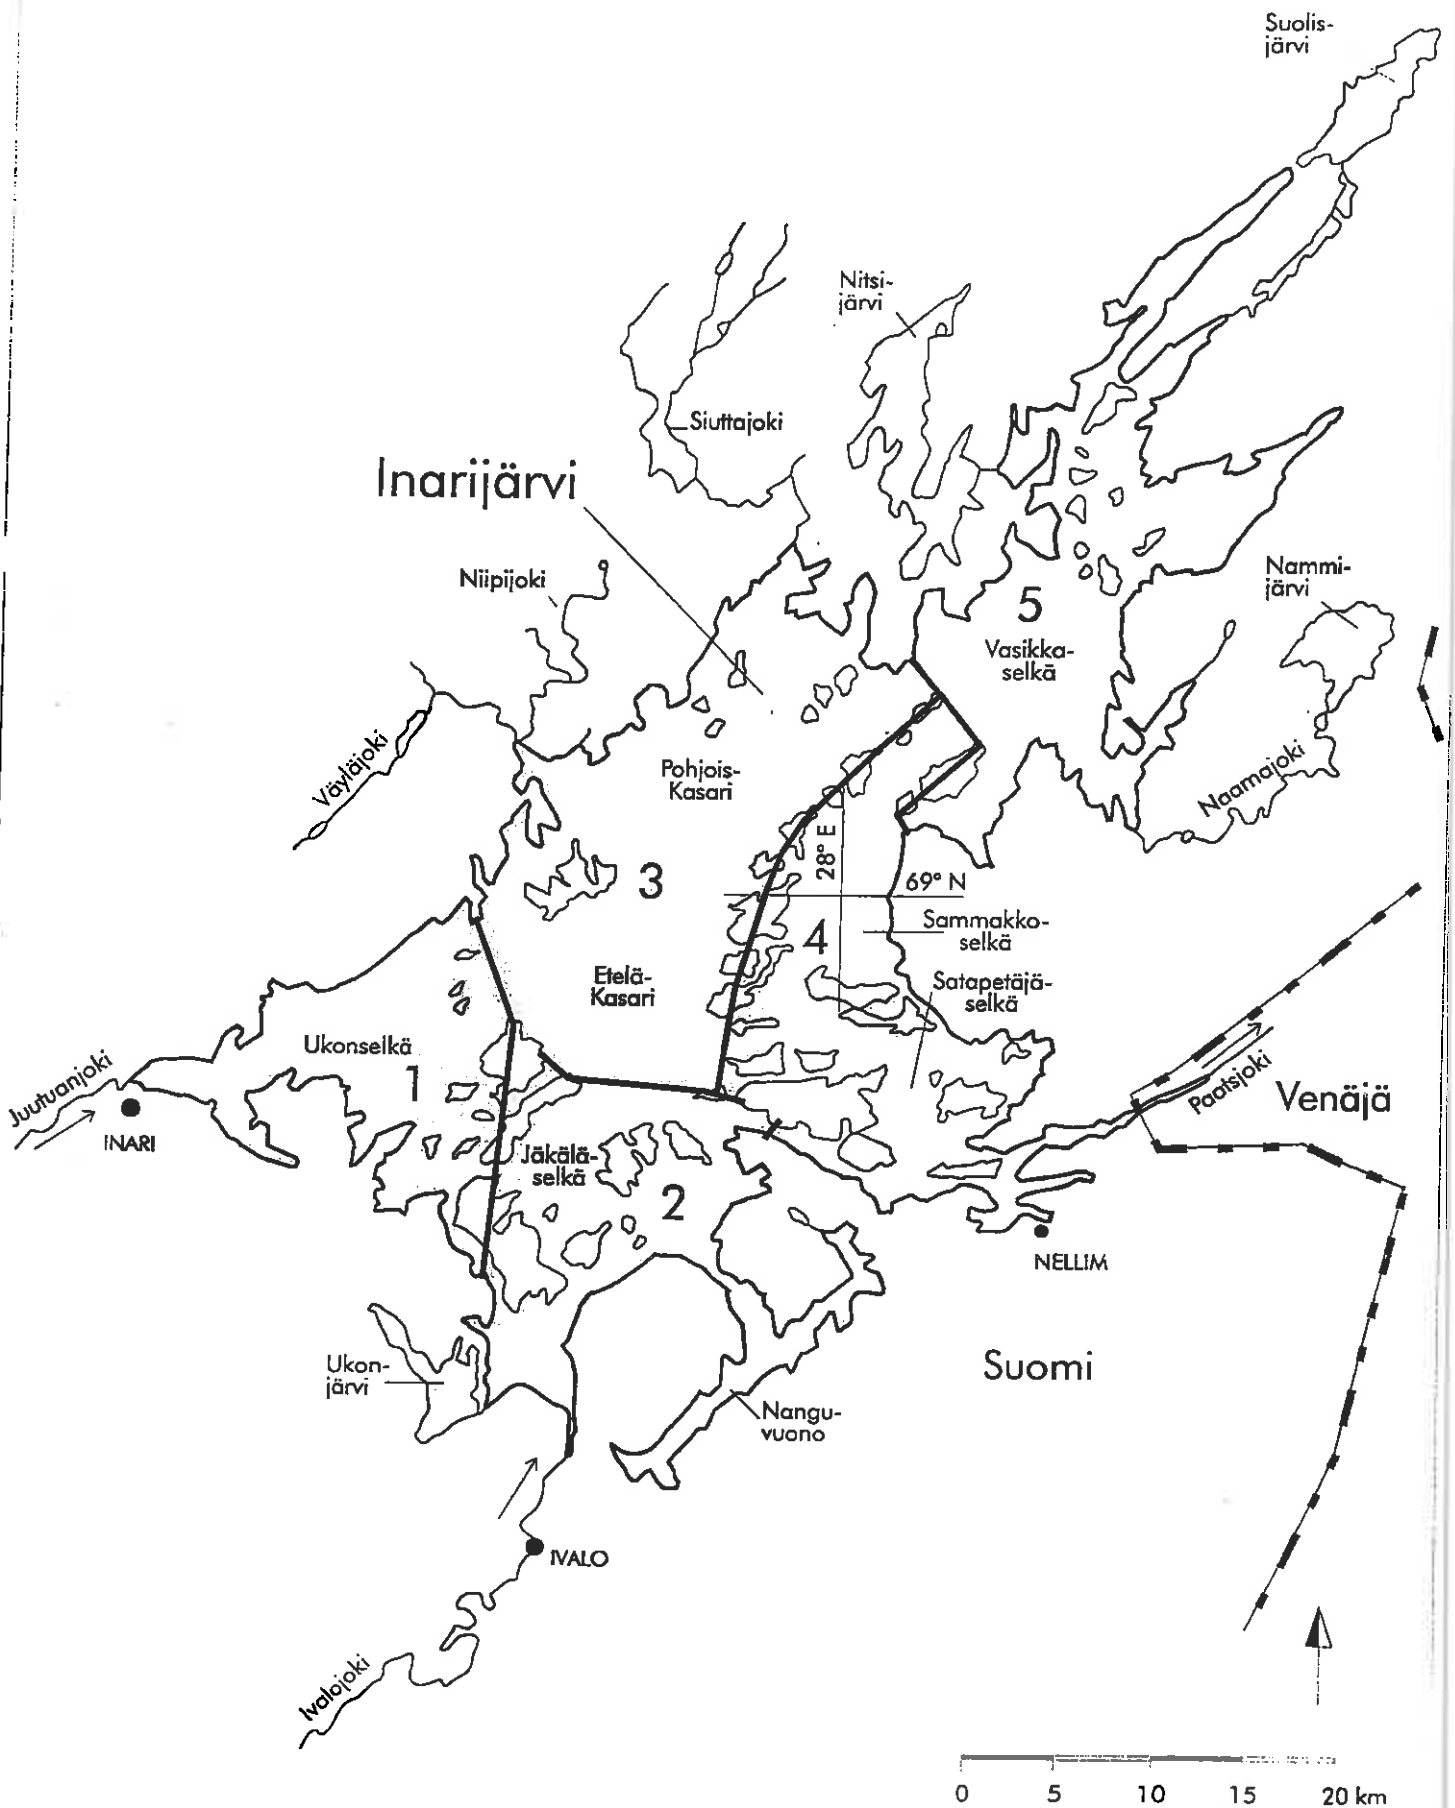 Suolis-
järvi
Nitsi-
järvi
Siuttajoki
Inarijärvi
Niipijoki
Nammi-
järvi
5
Vasikka-
selkä
Väyläjoki
Pohjois-
Kasari
Naamajoki
28° E
3
69° N
4
Sammakko-
selkä
Etelä-
Kasari
Satapetäjä-
selkä
Ukonselkä
Juutuanjoki
1
Paatsjoki
Venäjä
INARI
Jäkälä-
selkä
2
NELLIM
Ukon-
järvi
Suomi
Nangu-
vuono
IVALO
Ivalojoki
0 5 10 15 20 km